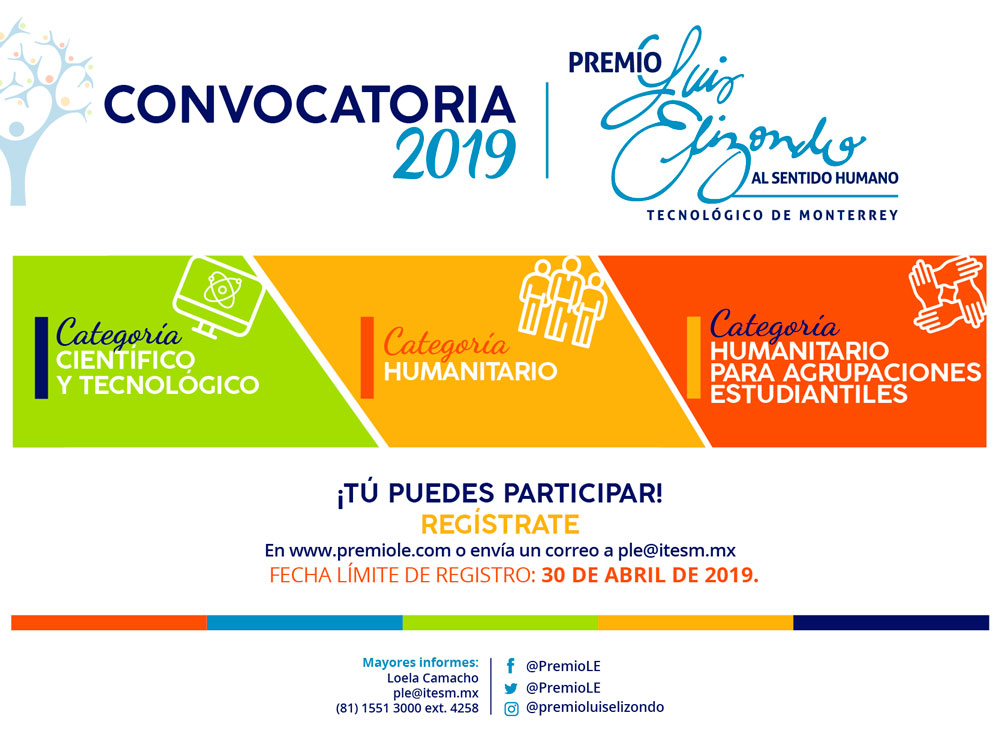 CONVOCATORIA
2019
PREMIO Luis
Elizondo
AL SENTIDO HUMANO
TECNOLÓGICO DE MONTERREY
Categoría
CIENTÍFICO
Y TECNOLÓGICO
Categoría
HUMANITARIO
Categoría
HUMANITARIO
PARA AGRUPACIONES
ESTUDIANTILES
¡TÚ PUEDES PARTICIPAR!
REGÍSTRATE
En www.premiole.com o envía un correo a ple@itesm.mx
FECHA LÍMITE DE REGISTRO: 30 DE ABRIL DE 2019.
Mayores informes:
Loela Camacho
ple@itesm.mx
(81) 1551 3000 ext. 4258
@PremioLE
@PremioLE
@premioluiselizondo